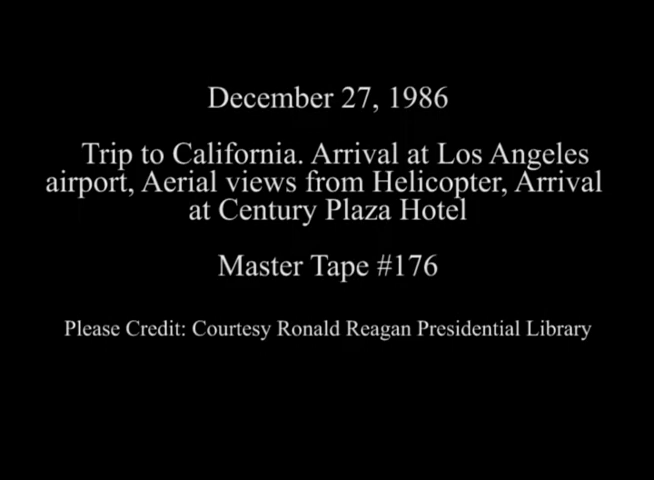 December 27, 1986
Trip to California. Arrival at Los Angeles
airport, Aerial views from Helicopter, Arrival
at Century Plaza Hotel
Master Tape #176
Please Credit: Courtesy Ronald Reagan Presidential Library